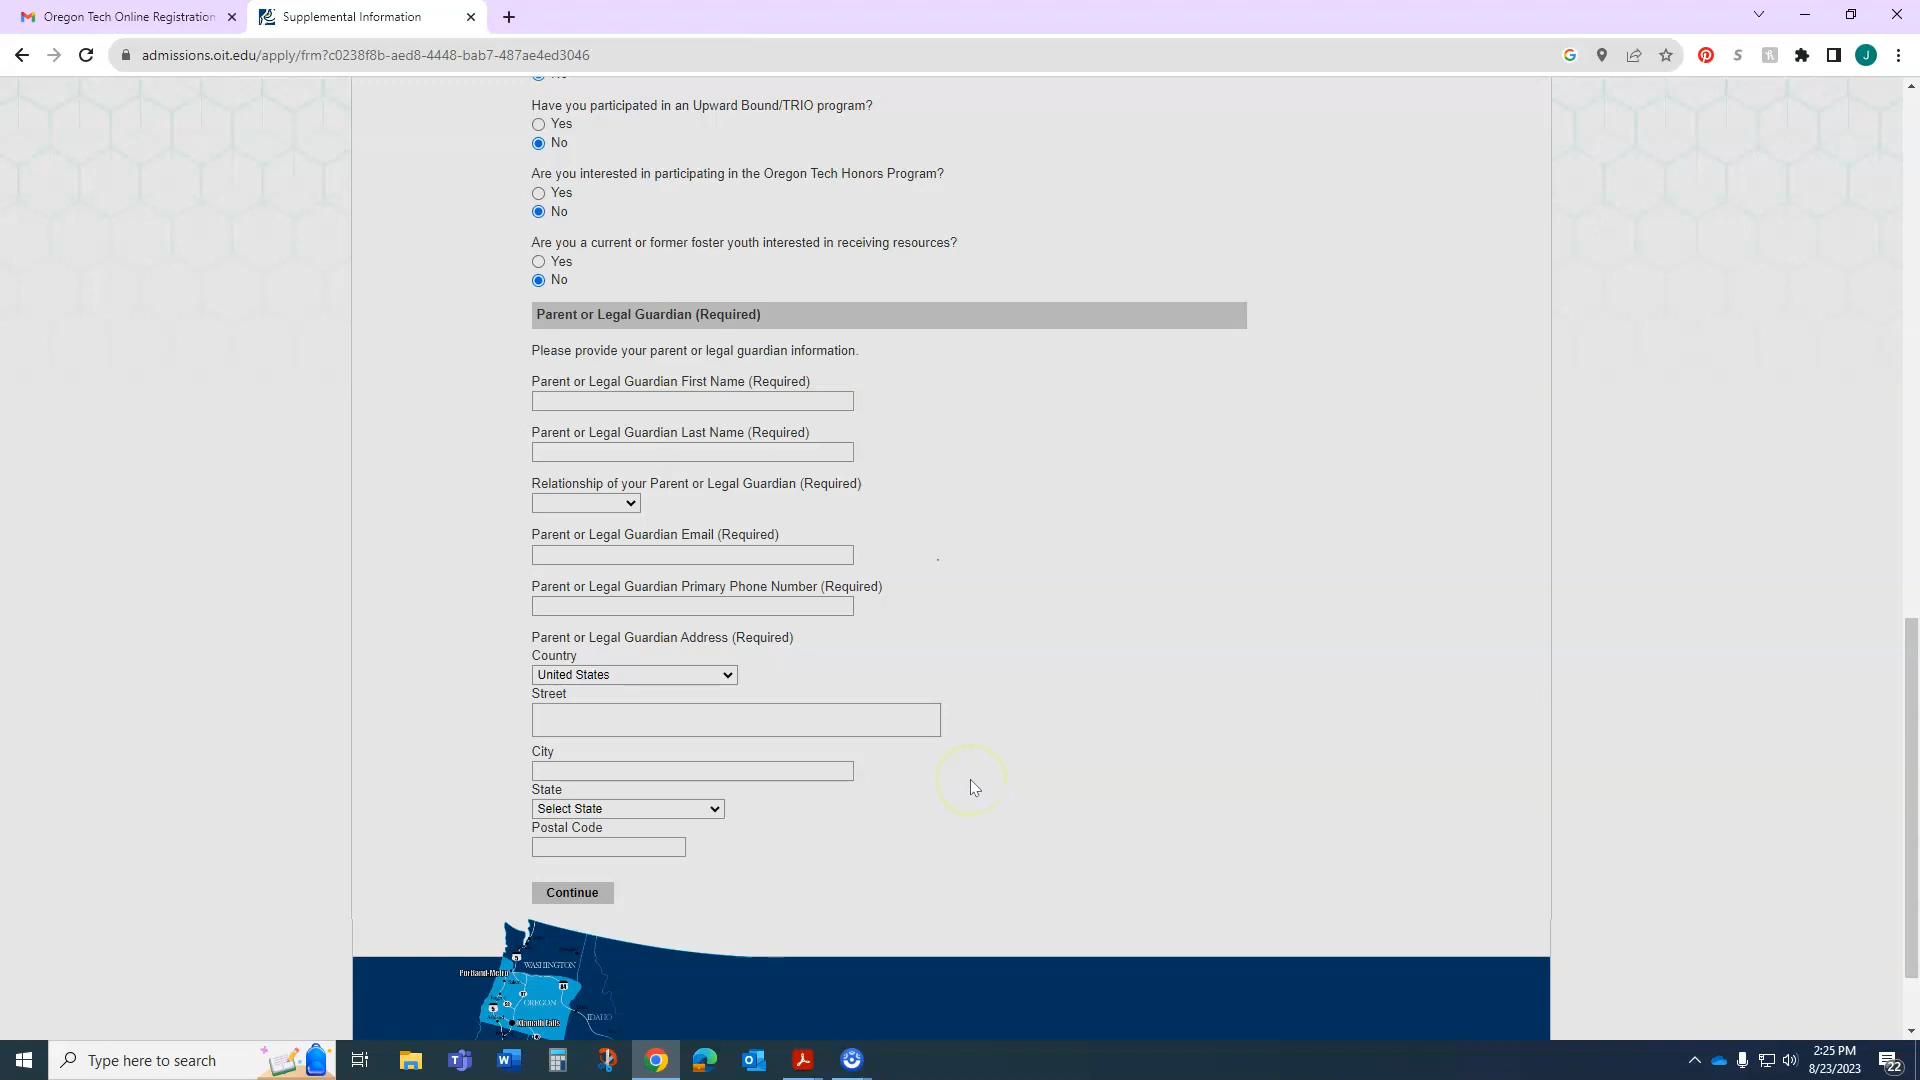 Oregon Tech Online Registration
Supplemental Information
admissions.oit.edu/apply/frm?c0238f8b-aed8-4448-bab7-487ae4ed3046
J
No
Have you participated in an Upward Bound/TRIO program?
Yes
No
Are you interested in participating in the Oregon Tech Honors Program?
Yes
No
Are you a current or former foster youth interested in receiving resources?
Yes
No
Parent or Legal Guardian (Required)
Please provide your parent or legal guardian information.
Parent or Legal Guardian First Name (Required)
Parent or Legal Guardian Last Name (Required)
Relationship of your Parent or Legal Guardian (Required)
Parent or Legal Guardian Email (Required)
Parent or Legal Guardian Primary Phone Number (Required)
Parent or Legal Guardian Address (Required)
Country
United States
Street
City
State
Select State
Postal Code
Continue
WASHINGTON
Portland-Metro
OREGON
IDAHO
Klamath Falls
Type here to search
2:25 PM
8/23/2023
22